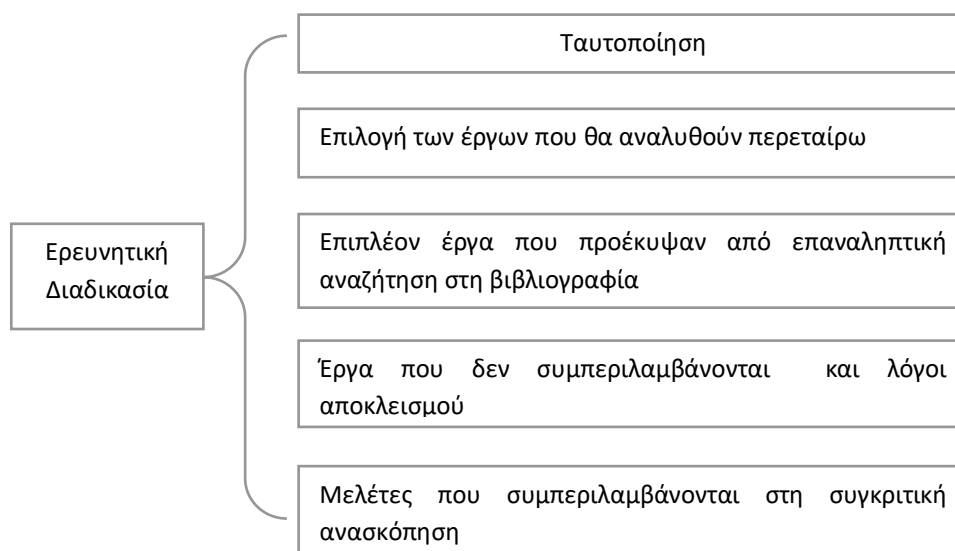 Ταυτοποίηση
Επιλογή των έργων που θα αναλυθούν περεταίρω
Ερευνητική
Διαδικασία
Επιπλέον έργα που προέκυψαν από επαναληπτική
αναζήτηση στη βιβλιογραφία
Έργα που δεν συμπεριλαμβάνονται και λόγοι
αποκλεισμού
Μελέτες που συμπεριλαμβάνονται στη συγκριτική
ανασκόπηση